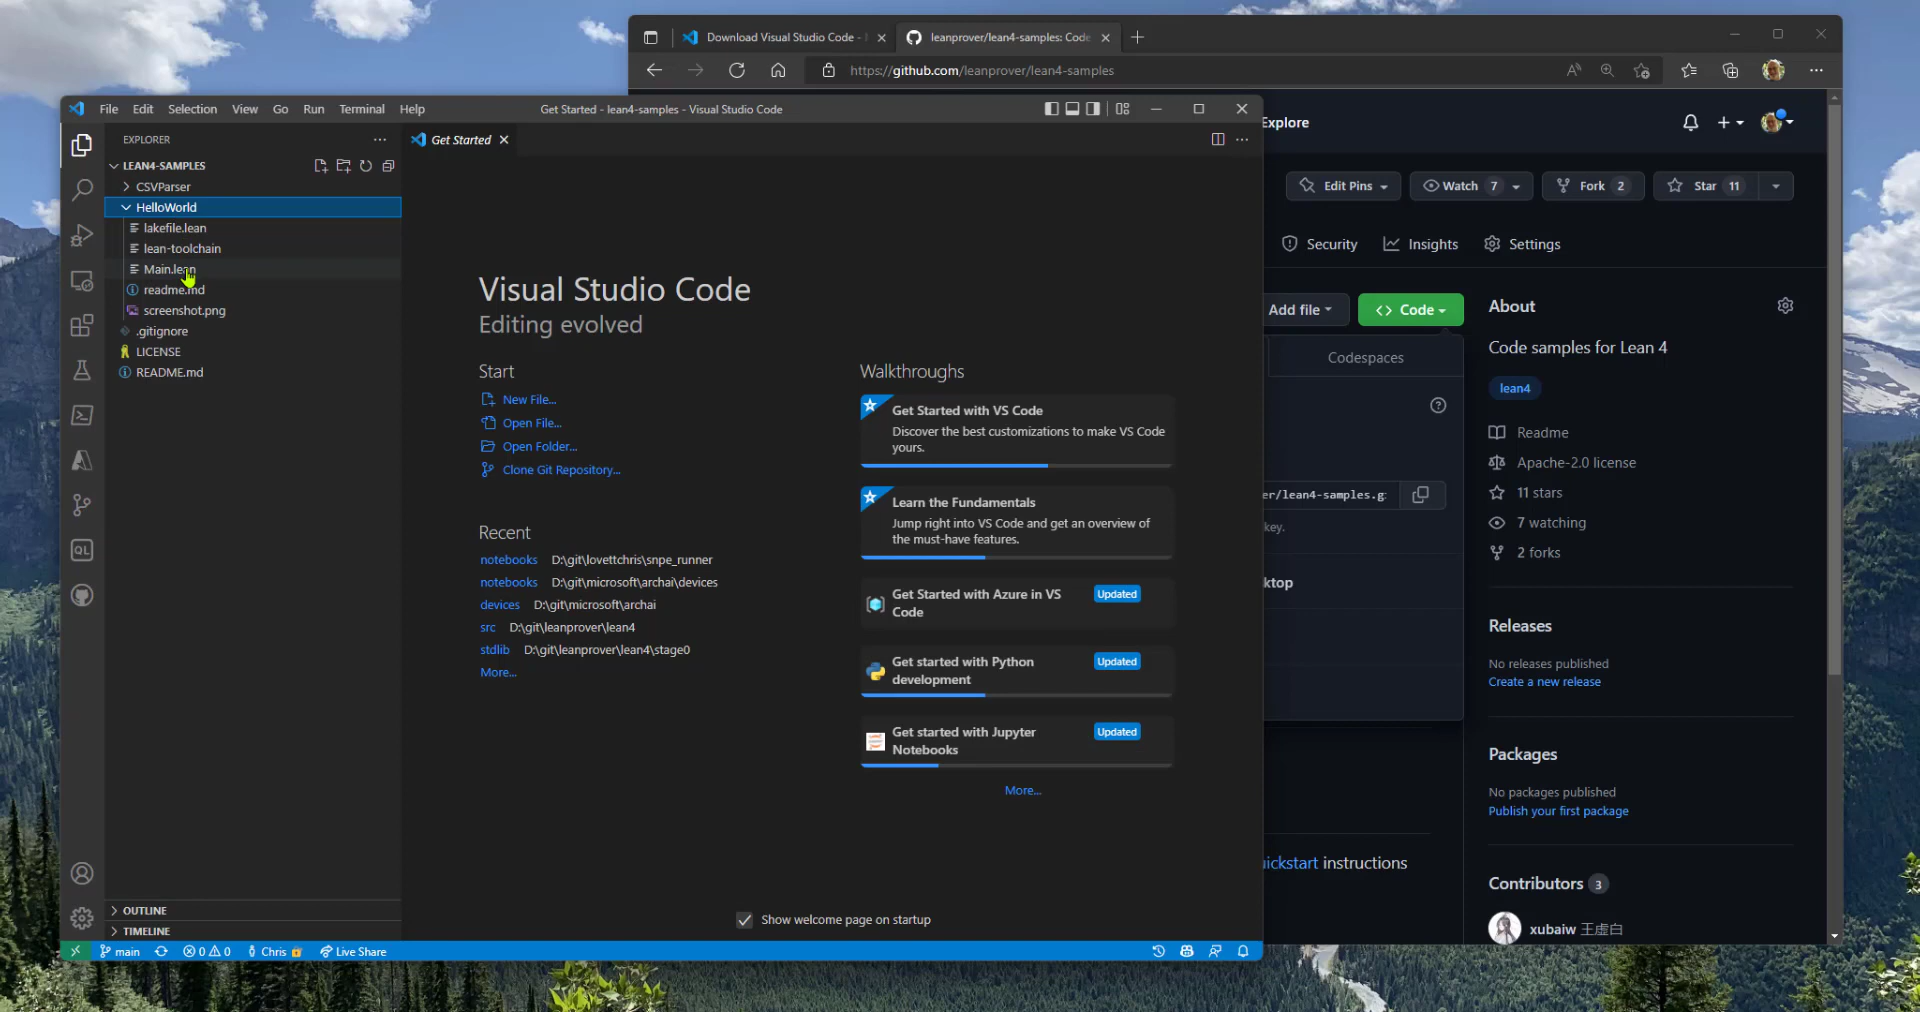 Download Visual Studio Code -
leanprover/lean4-samples: Code
https://github.com/leanprover/lean4-samples
File Edit Selection View Go Run Terminal Help
Get Started - lean4-samples - Visual Studio Code
EXPLORER
LEAN4-SAMPLES
CSVParser
HelloWorld
lakefile.lean
lean-toolchain
Main.lean
readme.md
screenshot.png
.gitignore
LICENSE
README.md
OUTLINE
TIMELINE
Get Started
Visual Studio Code
Editing evolved
Start
New File...
Open File...
Open Folder...
Clone Git Repository...
Recent
notebooks D:\git\lovettchris\snpe_runner
notebooks D:\git\microsoft\archai\devices
devices D:\git\microsoft\archai
src D:\git\leanprover\lean4
stdlib D:\git\leanprover\lean4\stage0
More...
Walkthroughs
Get Started with VS Code
Discover the best customizations to make VS Code
yours.
Learn the Fundamentals
Jump right into VS Code and get an overview of
the must-have features.
Get Started with Azure in VS
Code
Updated
Get started with Python
development
Updated
Get started with Jupyter
Notebooks
Updated
More...
Show welcome page on startup
main 0 0 Chris Live Share
QL
Explore
Edit Pins Watch 7 Fork 2 Star 11
Security Insights Settings
Add file Code
Codespaces
er/lean4-samples.g
key.
ktop
uickstart instructions
About
Code samples for Lean 4
lean4
Readme
Apache-2.0 license
11 stars
7 watching
2 forks
Releases
No releases published
Create a new release
Packages
No packages published
Publish your first package
Contributors 3
xubaiw 王虚白